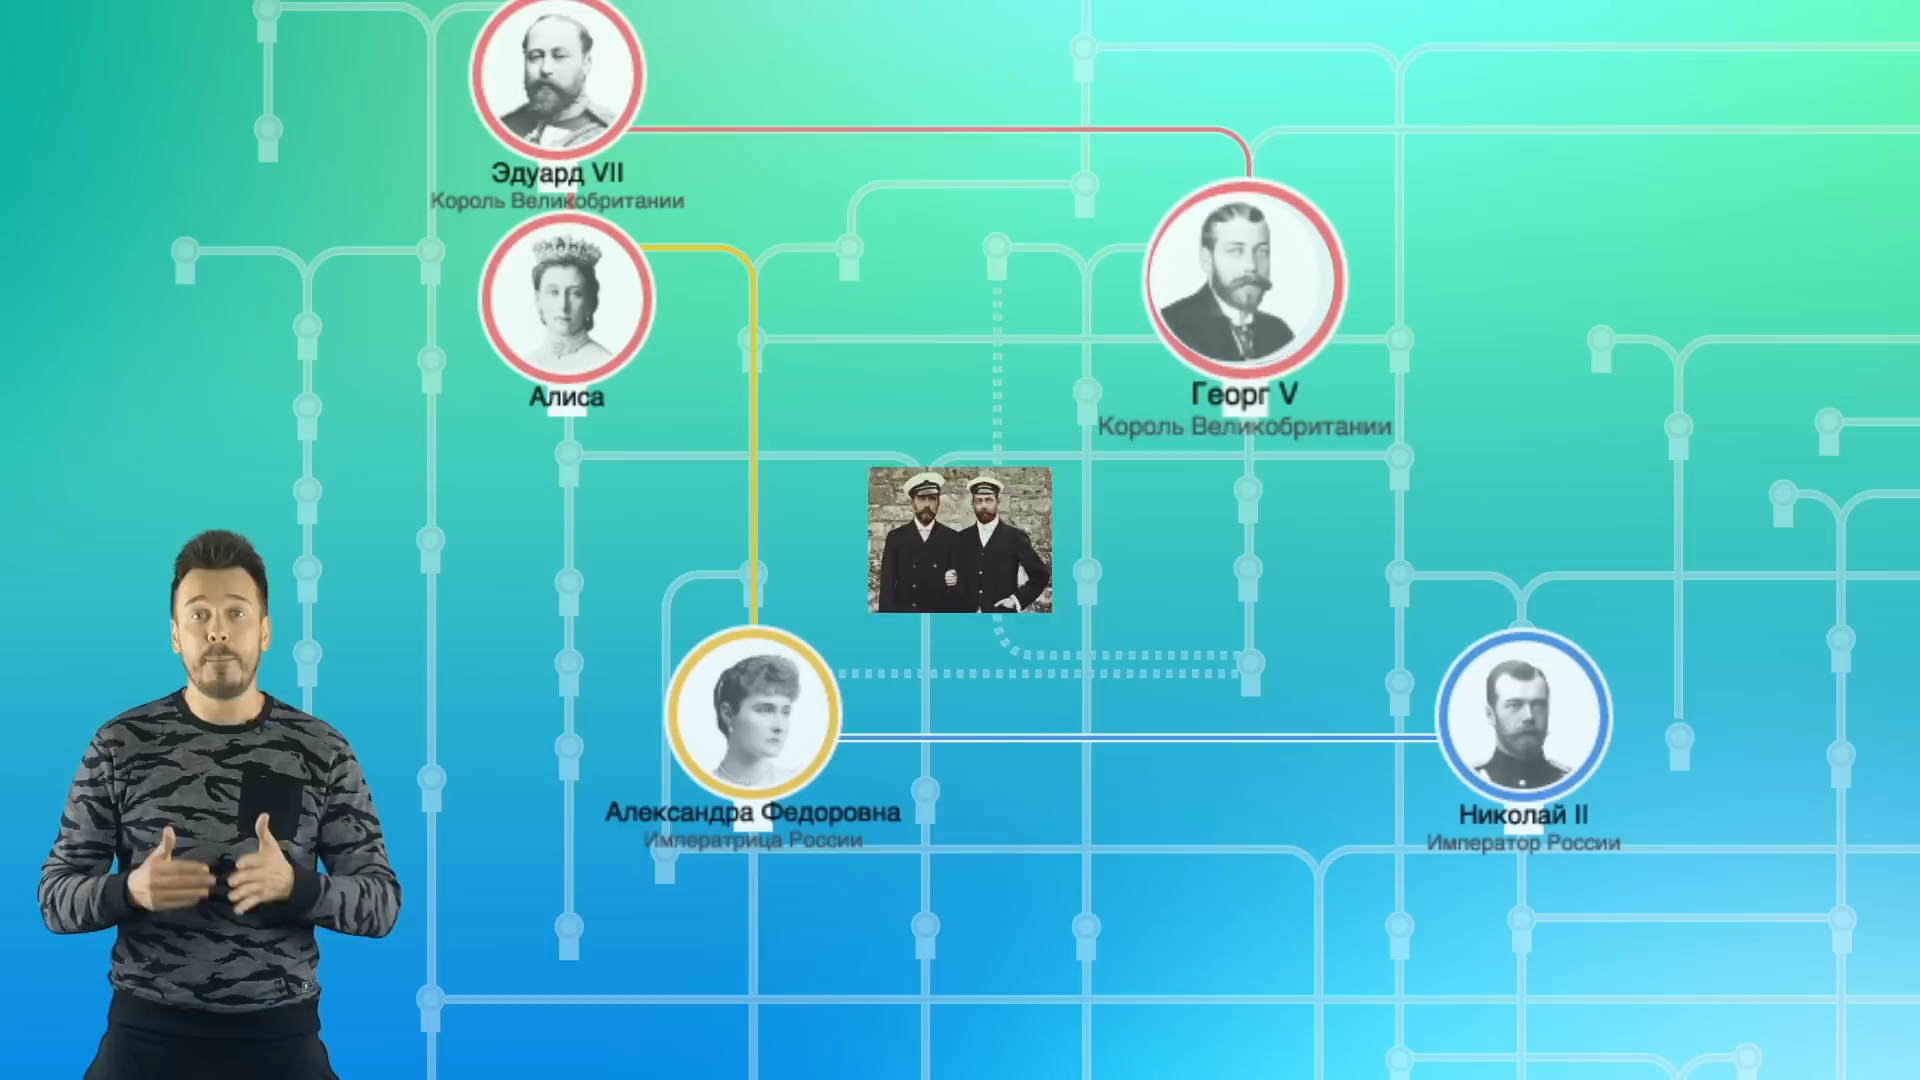 Эдуард VII
Король Великобритании
Алиса
Георг V
Король Великобритании
Александра Федоровна
Императрица России
Николай II
Император России